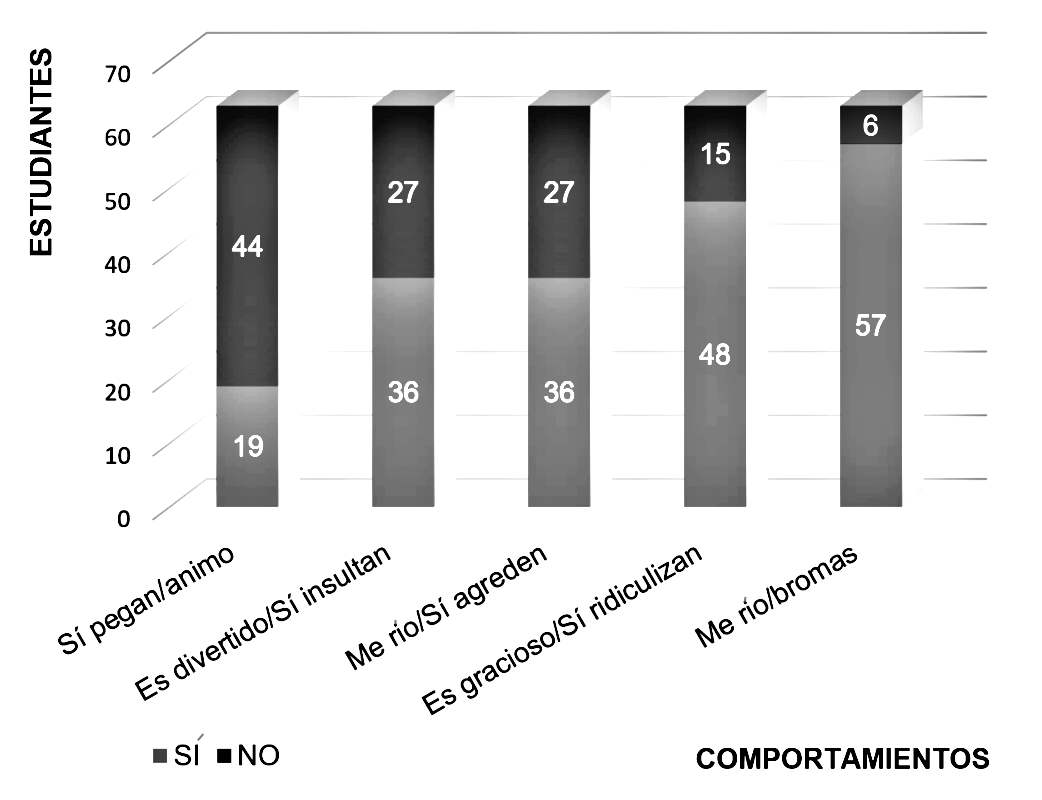 ESTUDIANTES
70
60
50
40
30
20
10
0
44
19
27
36
27
36
15
48
6
57
Sí pegan/animo
Es divertido/Sí insultan
Me río/Sí agreden
Es gracioso/Sí ridiculizan
Me río/bromas
SÍ NO
COMPORTAMIENTOS